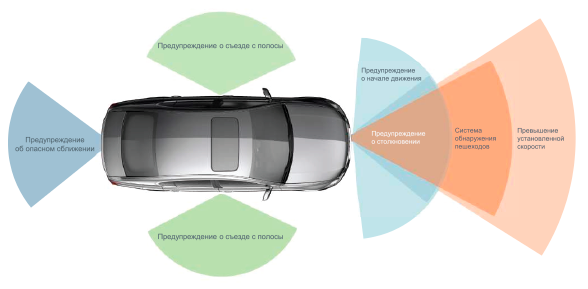 Предупреждение о съезде с полосы
Предупреждение
о начале движения
Предупреждение
об опасном сближении
Предупреждение
о столкновении
Система
обнаружения
пешеходов
Превышение
установленной
скорости
Предупреждение о съезде с полосы